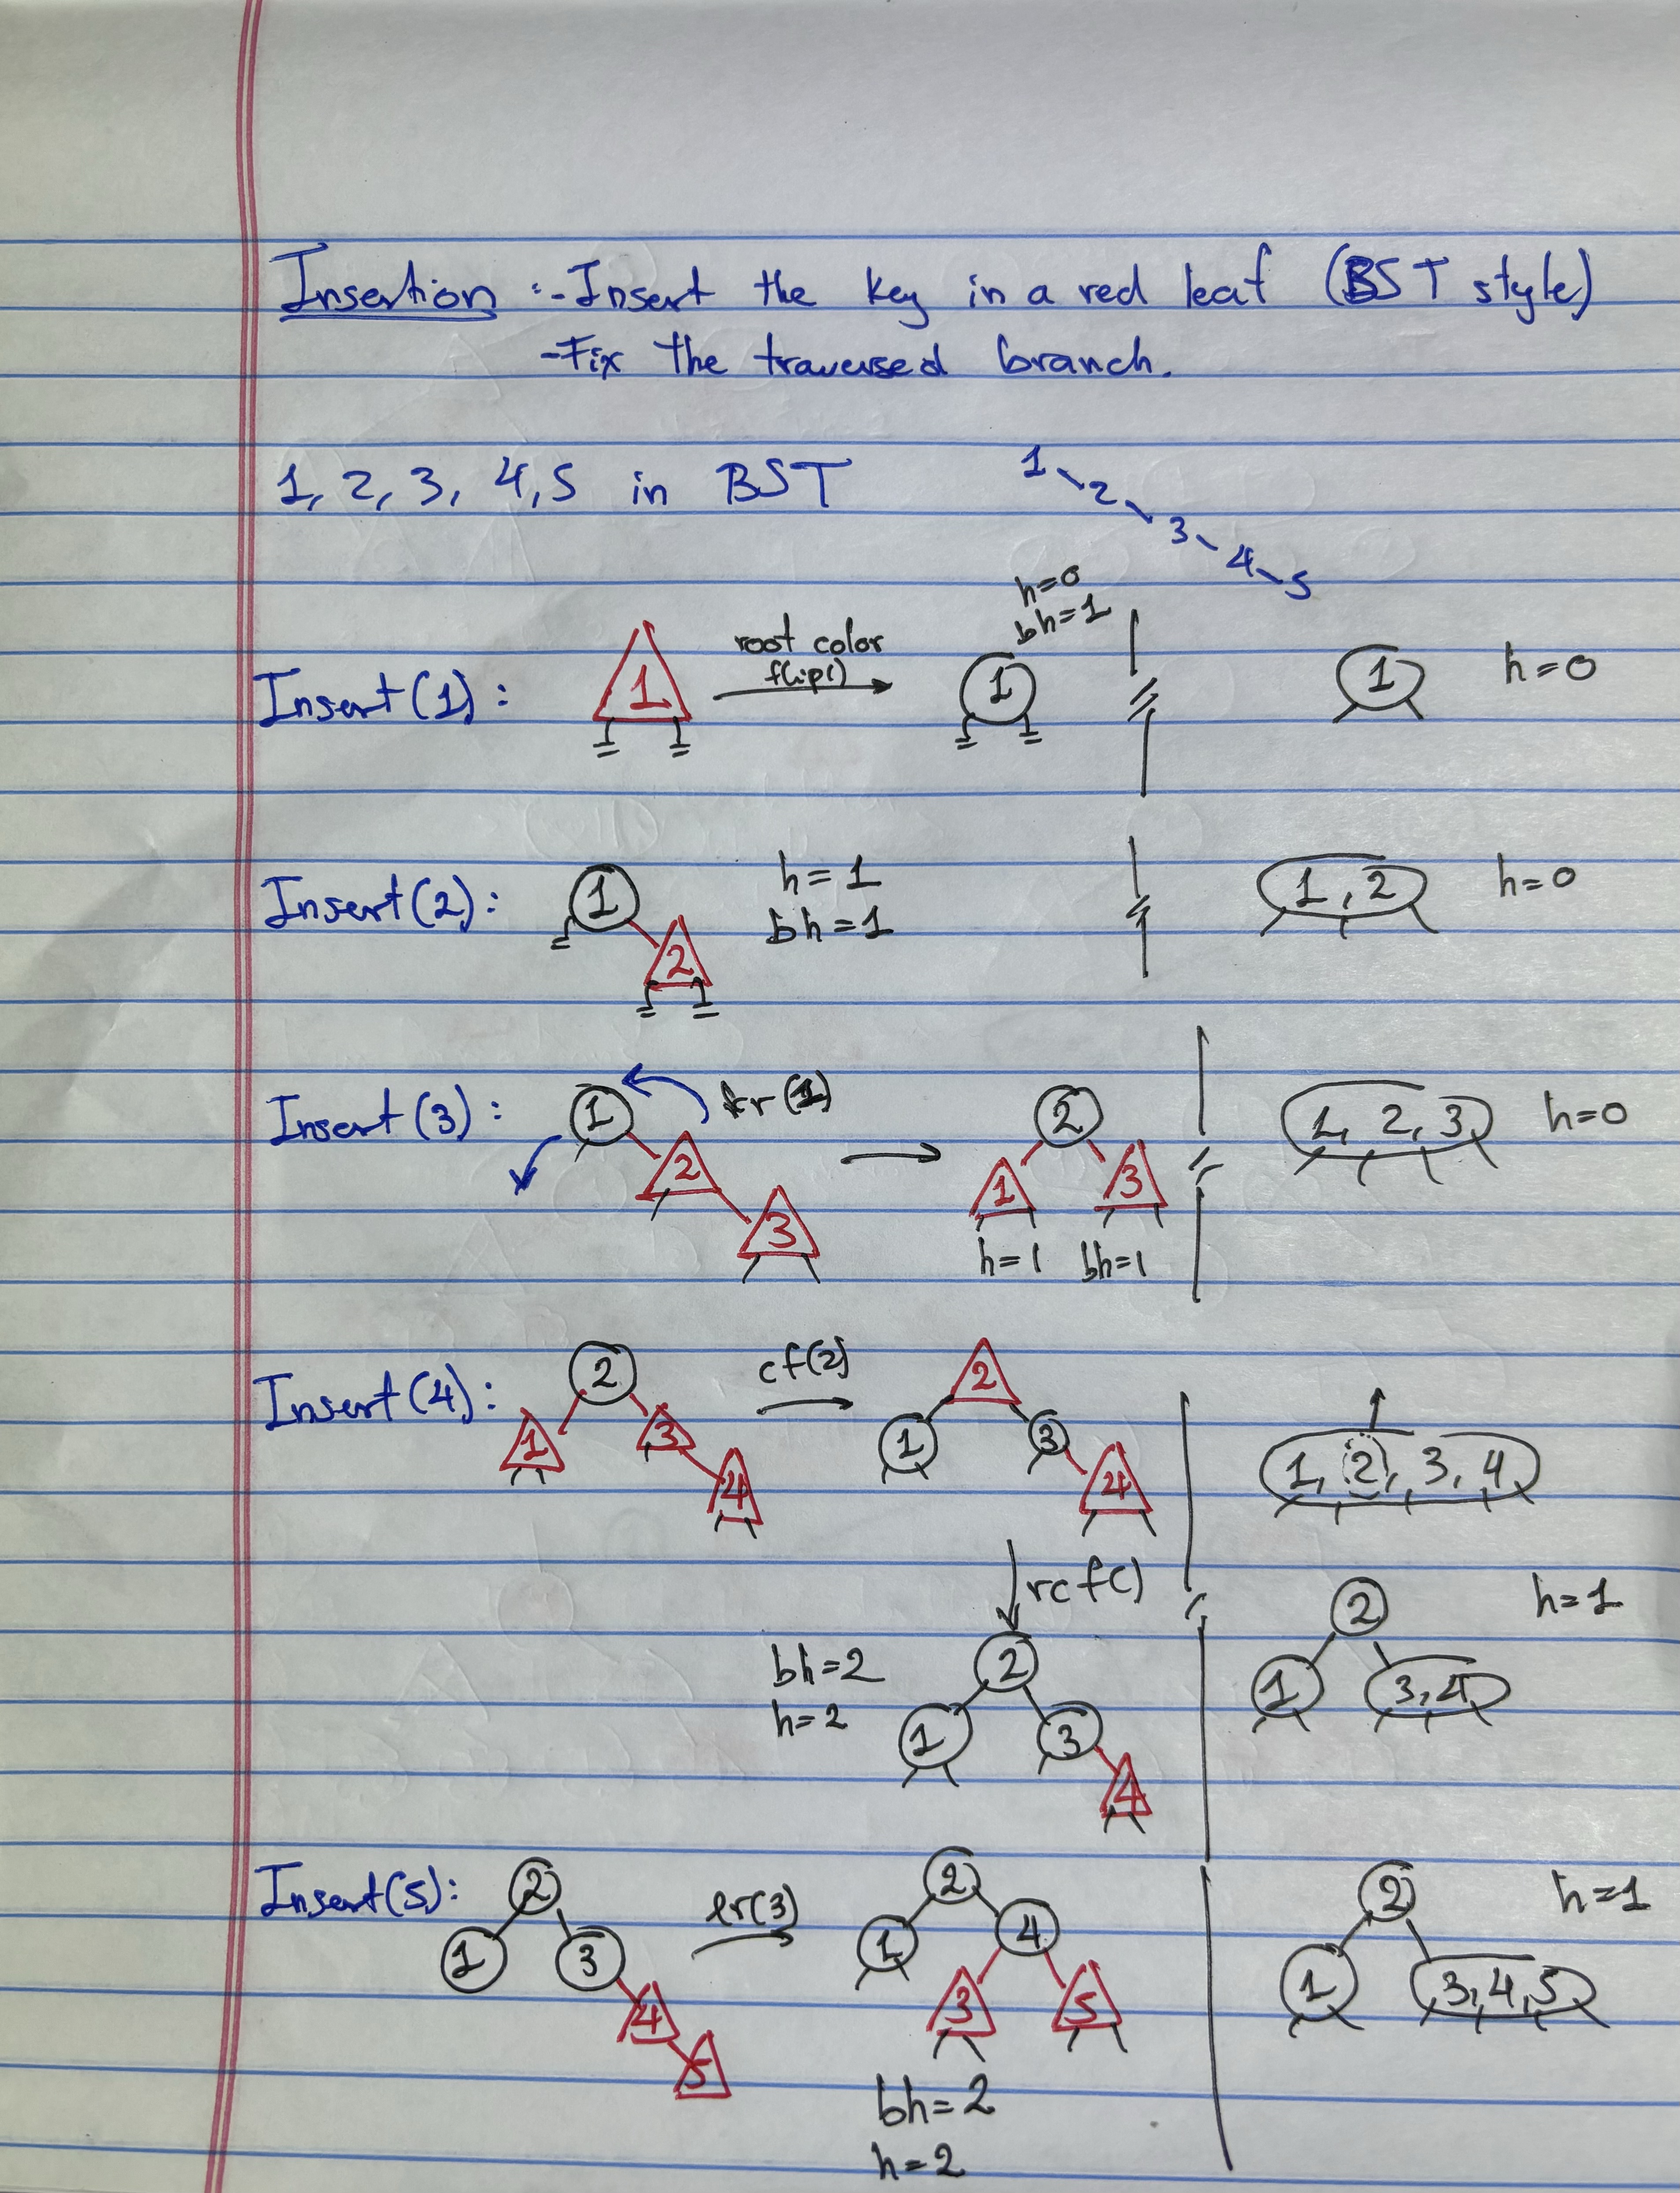 Insertion :- Insert the key in a red leaf (BST style)
- Fix the traversed branch.
1, 2, 3, 4, 5 in BST
1 2 3 4 5
Insert(1): 1 root color flip() 1 h=0 bh=1 1 h=0
Insert(2): 1 2 h=1 bh=1 1, 2 h=0
Insert(3): 1 2 3 lr(1) 2 1 3 h=1 bh=1 1, 2, 3 h=0
Insert(4): 2 1 3 4 cf(2) 2 1 3 4 1, 2, 3, 4
rcf()
bh=2 h=2 2 1 3 4 2 1 3,4 h=1
Insert(5): 2 1 3 4 5 lr(3) 2 1 4 3 5 2 1 3,4,5 h=1
bh=2
h=2